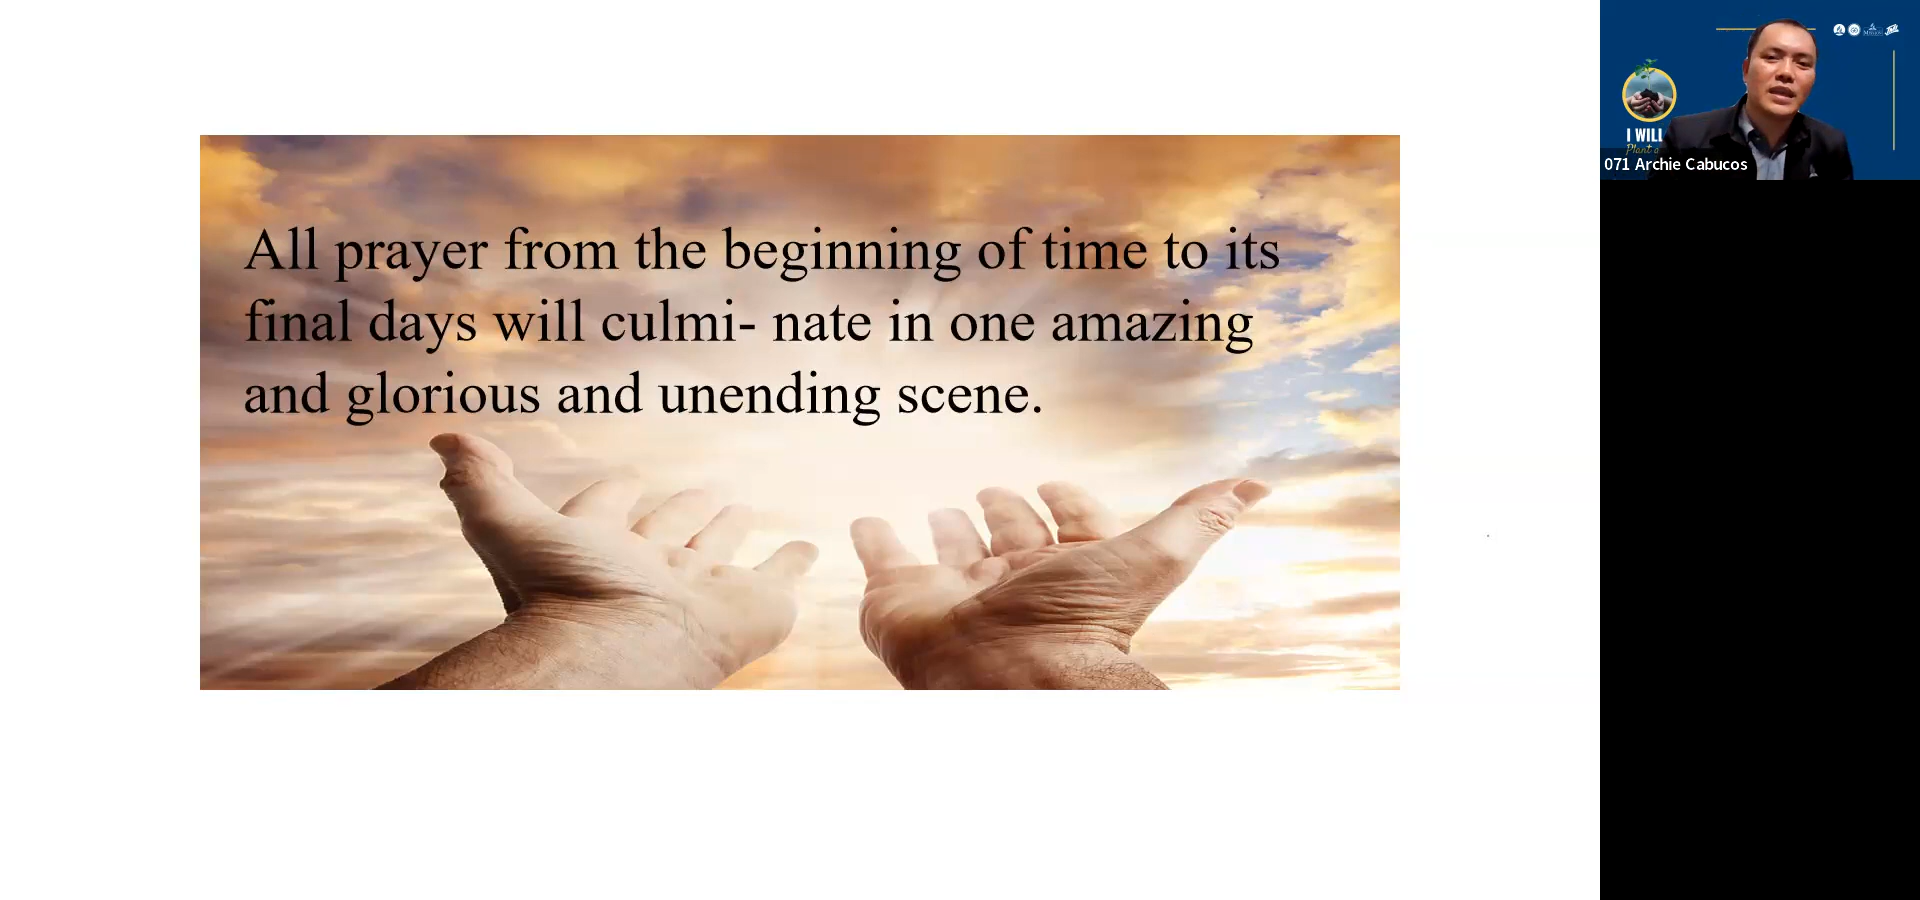 All prayer from the beginning of time to its
final days will culmi- nate in one amazing
and glorious and unending scene.
I WILL
Plant a
071 Archie Cabucos